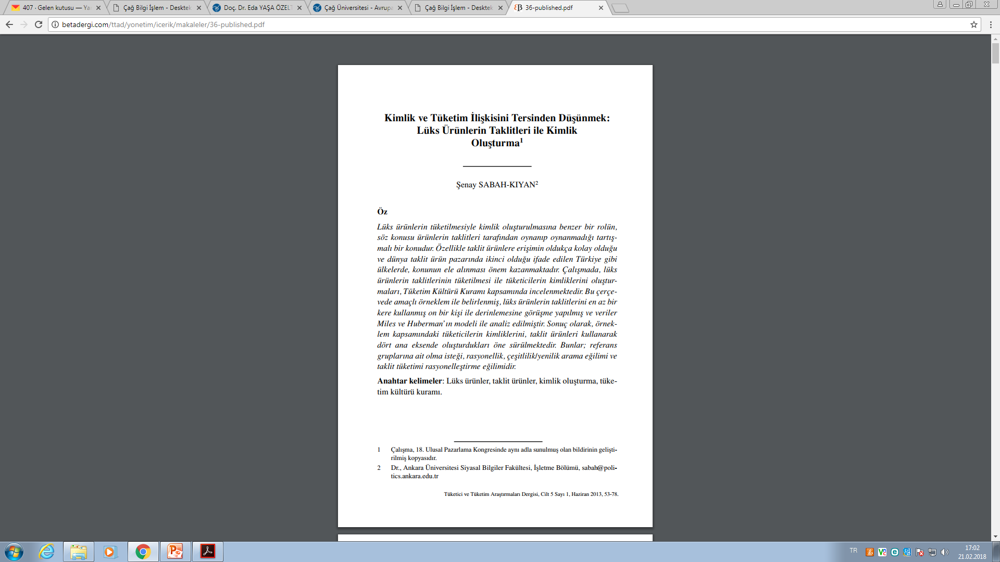 407 · Gelen kutusu — Ya
Çağ Bilgi İşlem - Desktek
Doç. Dr. Eda YAŞA ÖZELT
Çağ Üniversitesi - Avrupa
Çağ Bilgi İşlem - Desktek
36-published.pdf
betadergi.com/ttad/yonetim/icerik/makaleler/36-published.pdf
Kimlik ve Tüketim İlişkisini Tersinden Düşünmek:
Lüks Ürünlerin Taklitleri ile Kimlik
Oluşturma1
Şenay SABAH-KIYAN2
Öz
Lüks ürünlerin tüketilmesiyle kimlik oluşturulmasına benzer bir rolün,
söz konusu ürünlerin taklitleri tarafından oynanıp oynanmadığı tartış-
malı bir konudur. Özellikle taklit ürünlere erişimin oldukça kolay olduğu
ve dünya taklit ürün pazarında ikinci olduğu ifade edilen Türkiye gibi
ülkelerde, konunun ele alınması önem kazanmaktadır. Çalışmada, lüks
ürünlerin taklitlerinin tüketilmesi ile tüketicilerin kimliklerini oluştur-
maları, Tüketim Kültürü Kuramı kapsamında incelenmektedir. Bu çerçe-
vede amaçlı örneklem ile belirlenmiş, lüks ürünlerin taklitlerini en az bir
kere kullanmış on bir kişi ile derinlemesine görüşme yapılmış ve veriler
Miles ve Huberman'ın modeli ile analiz edilmiştir. Sonuç olarak, örnek-
lem kapsamındaki tüketicilerin kimliklerini, taklit ürünleri kullanarak
dört ana eksende oluşturdukları öne sürülmektedir. Bunlar; referans
gruplarına ait olma isteği, rasyonellik, çeşitlilik/yenilik arama eğilimi ve
taklit tüketimi rasyonelleştirme eğilimidir.
Anahtar kelimeler: Lüks ürünler, taklit ürünler, kimlik oluşturma, tüke-
tim kültürü kuramı.
1 Çalışma, 18. Ulusal Pazarlama Kongresinde aynı adla sunulmuş olan bildirinin gelişti-
rilmiş kopyasıdır.
2 Dr., Ankara Üniversitesi Siyasal Bilgiler Fakültesi, İşletme Bölümü, sabah@poli-
tics.ankara.edu.tr
Tüketici ve Tüketim Araştırmaları Dergisi, Cilt 5 Sayı 1, Haziran 2013, 53-78.
TR
17:02
21.02.2018